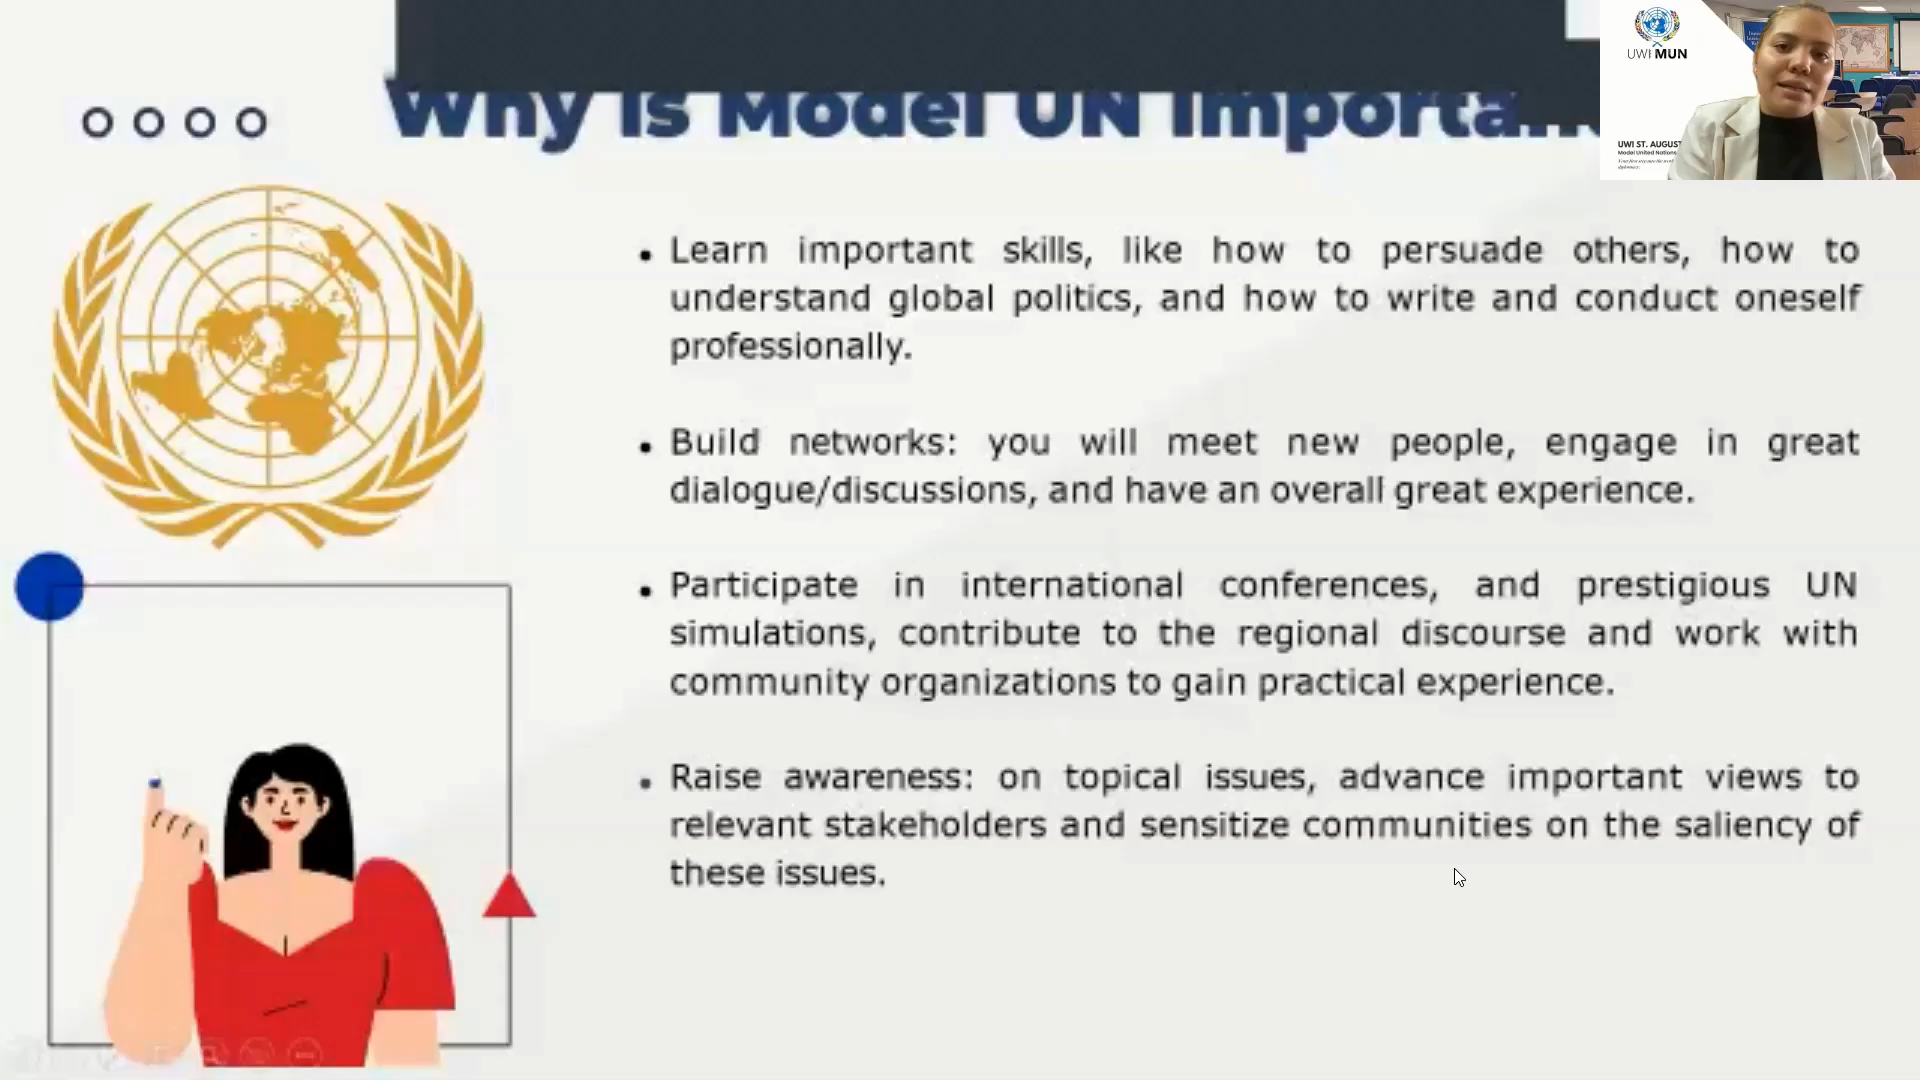 Why Is Model UN Importan
UWI MUN
UWI ST. AUGUST
Model United Nations
Learn important skills, like how to persuade others, how to
understand global politics, and how to write and conduct oneself
professionally.
Build networks: you will meet new people, engage in great
dialogue/discussions, and have an overall great experience.
Participate in international conferences, and prestigious UN
simulations, contribute to the regional discourse and work with
community organizations to gain practical experience.
Raise awareness: on topical issues, advance important views to
relevant stakeholders and sensitize communities on the saliency of
these issues.